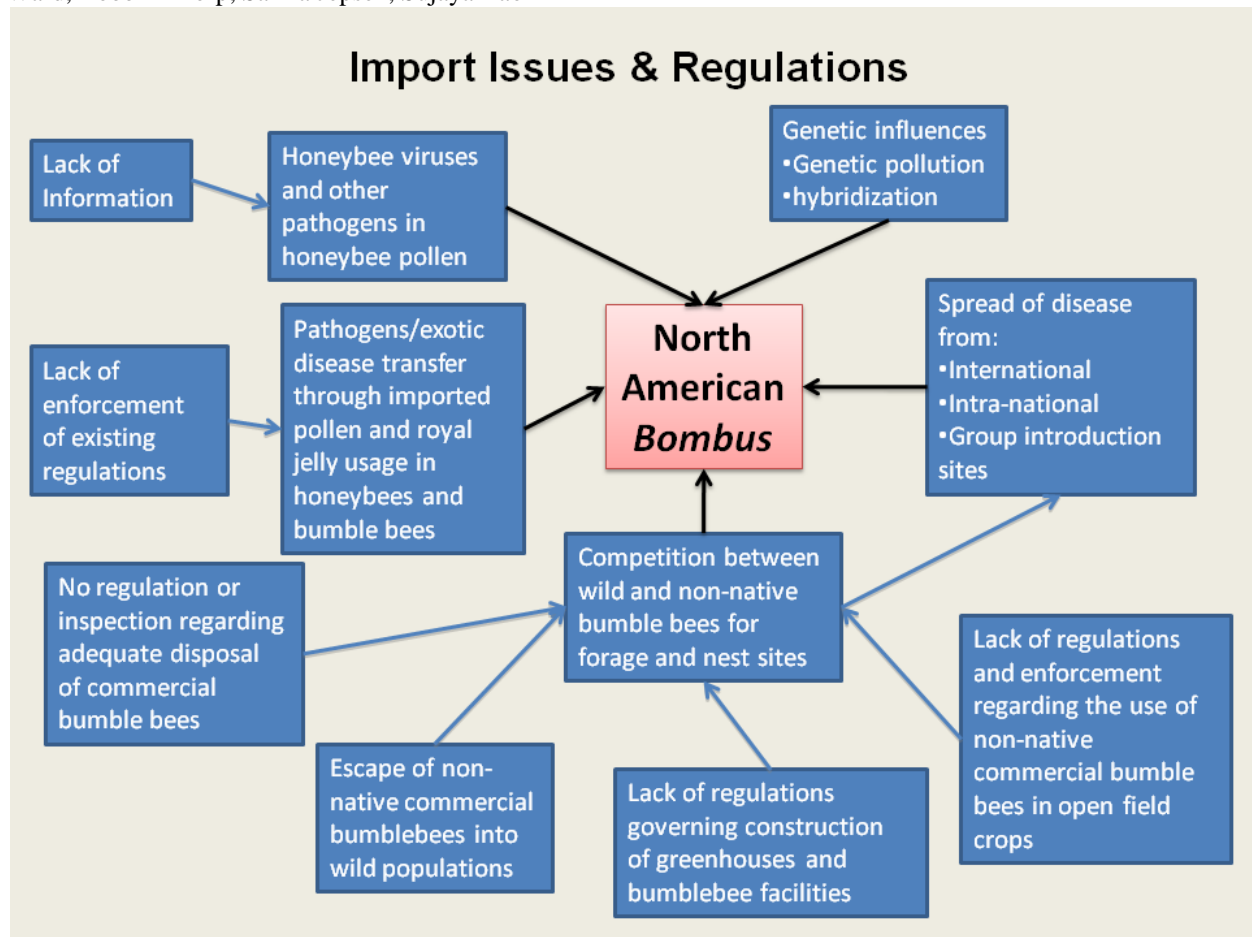 Import Issues & Regulations
Lack of
Information
Honeybee viruses
and other
pathogens in
honeybee pollen
Genetic influences
•Genetic pollution
•hybridization
Lack of
enforcement
of existing
regulations
Pathogens/exotic
disease transfer
through imported
pollen and royal
jelly usage in
honeybees and
bumble bees
North
American
Bombus
Spread of disease
from:
•International
•Intra-national
•Group introduction
sites
No regulation or
inspection regarding
adequate disposal
of commercial
bumble bees
Competition between
wild and non-native
bumble bees for
forage and nest sites
Lack of regulations
and enforcement
regarding the use of
non-native
commercial bumble
bees in open field
crops
Escape of non-
native commercial
bumblebees into
wild populations
Lack of regulations
governing construction
of greenhouses and
bumblebee facilities